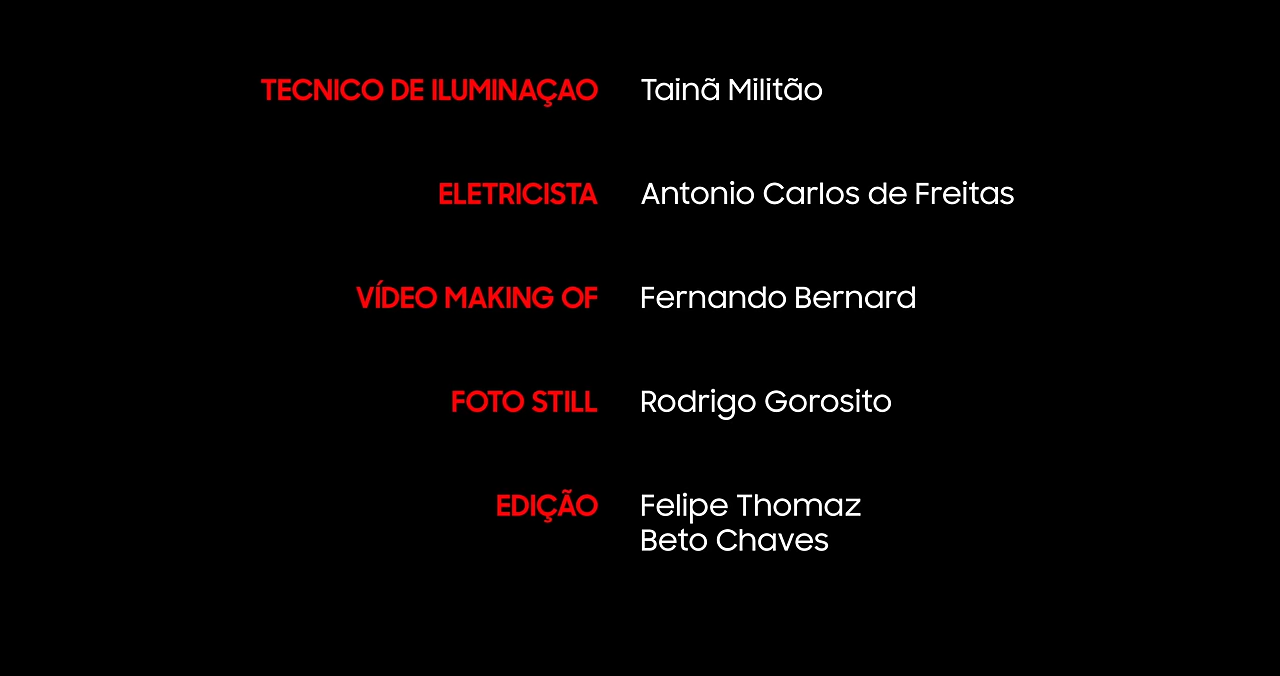 TECNICO DE ILUMINAÇAO Tainã Militão
ELETRICISTA Antonio Carlos de Freitas
VÍDEO MAKING OF Fernando Bernard
FOTO STILL Rodrigo Gorosito
EDIÇÃO Felipe Thomaz
Beto Chaves